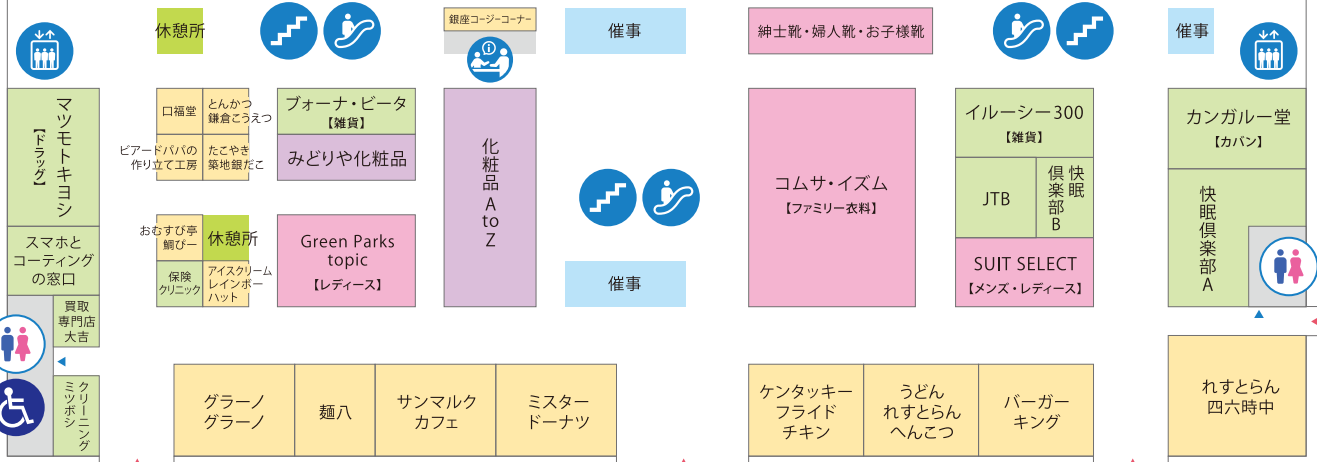 休憩所
銀座コージーコーナー
催事
紳士靴・婦人靴・お子様靴
催事
マツモトキヨシ
【ドラッグ】
口福堂
とんかつ
鎌倉こうえつ
ビアードパパの
作り立て工房
たこやき
築地銀だこ
ブォーナ・ビータ
【雑貨】
みどりや化粧品
化粧品 A to Z
コムサ・イズム
【ファミリー衣料】
イルーシー300
【雑貨】
JTB
快眠
倶楽部B
SUIT SELECT
【メンズ・レディース】
カンガルー堂
【カバン】
快眠倶楽部A
スマホと
コーティング
の窓口
おむすび亭
鯛ぴー
休憩所
保険
クリニック
アイスクリーム
レインボー
ハット
Green Parks
topic
【レディース】
催事
買取
専門店
大吉
クリーニング
ミツボシ
グラーノ
グラーノ
麺八
サンマルク
カフェ
ミスター
ドーナツ
ケンタッキー
フライド
チキン
うどん
れすとらん
へんこつ
バーガー
キング
れすとらん
四六時中